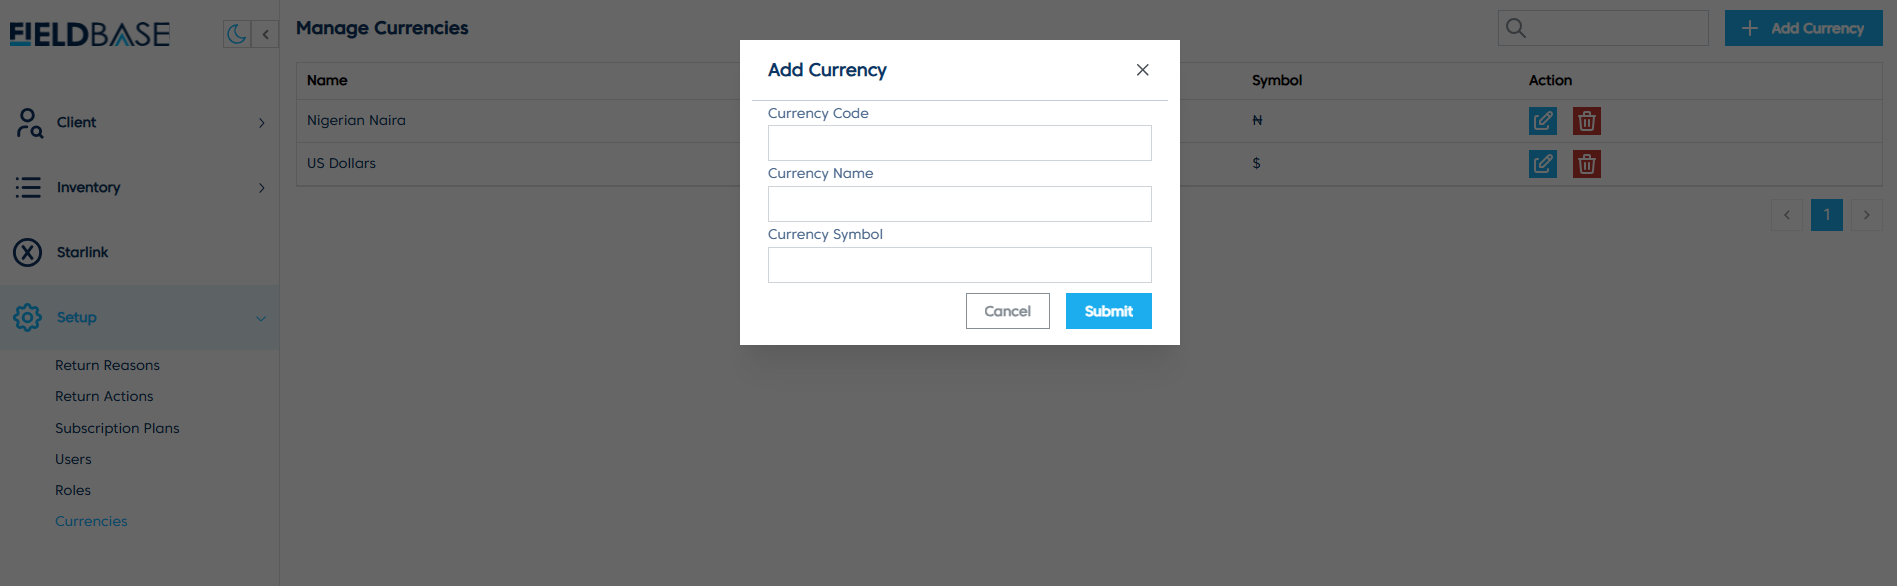 FIELDBASE
Manage Currencies
Add Currency
Name
Symbol
Action
Nigerian Naira
₦
US Dollars
$
1
Client
Inventory
Starlink
Setup
Return Reasons
Return Actions
Subscription Plans
Users
Roles
Currencies
Add Currency
Currency Code
Currency Name
Currency Symbol
Cancel
Submit